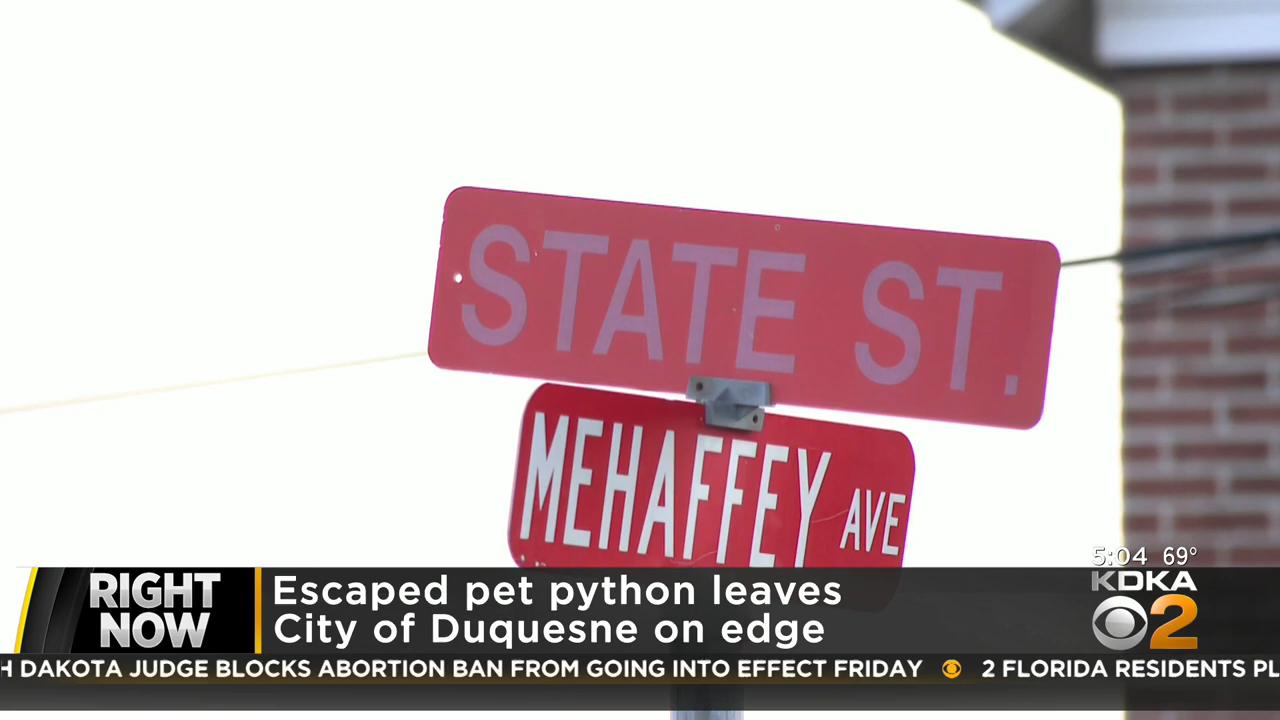 STATE ST.
MEHAFFEY AVE
5:04 69°
KDKA
2
RIGHT NOW
Escaped pet python leaves
City of Duquesne on edge
H DAKOTA JUDGE BLOCKS ABORTION BAN FROM GOING INTO EFFECT FRIDAY 2 FLORIDA RESIDENTS PL